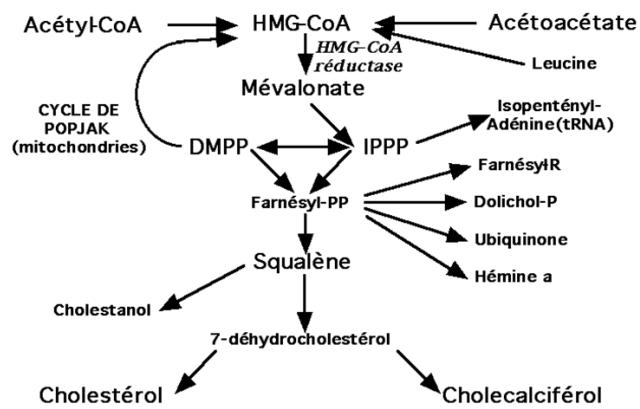 Acétyl-CoA
HMG-CoA
Acétoacétate
HMG-CoA
réductase
Leucine
Mévalonate
CYCLE DE
POPJAK
(mitochondries)
Isopentényl-
Adénine(tRNA)
DMPP
IPPP
Farnésyl-PP
Farnésyl-R
Dolichol-P
Ubiquinone
Hémine a
Squalène
Cholestanol
7-déhydrocholestérol
Cholestérol
Cholecalciférol